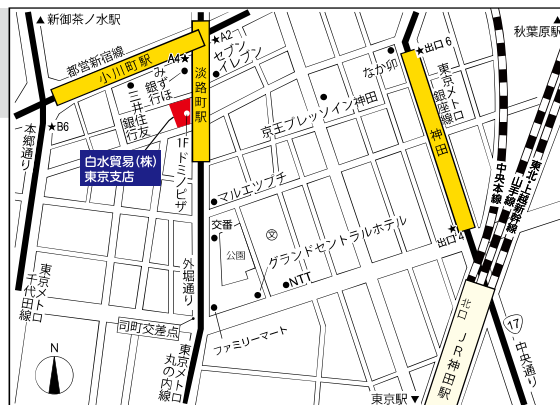 ▲新御茶ノ水駅
秋葉原駅
都営新宿線
小川町駅
A4★
★A2
セブン
イレブン
みずほ
銀行
三井住友
銀行
淡路町駅
なか卯
★出口6
東京メトロ
銀座線
神田
京王プレッソイン神田
★B6
本郷通り
白水貿易(株)
東京支店
1F
ドミノピザ
マルエツプチ
交番
公園
文
グランドセントラルホテル
NTT
★
出口4
中央本線
山手線
東北・上越新幹線
外堀通り
東京メトロ
千代田線
司町交差点
ファミリーマート
東京メトロ
丸の内線
N
北口
JR神田駅
17
中央通り
東京駅▼